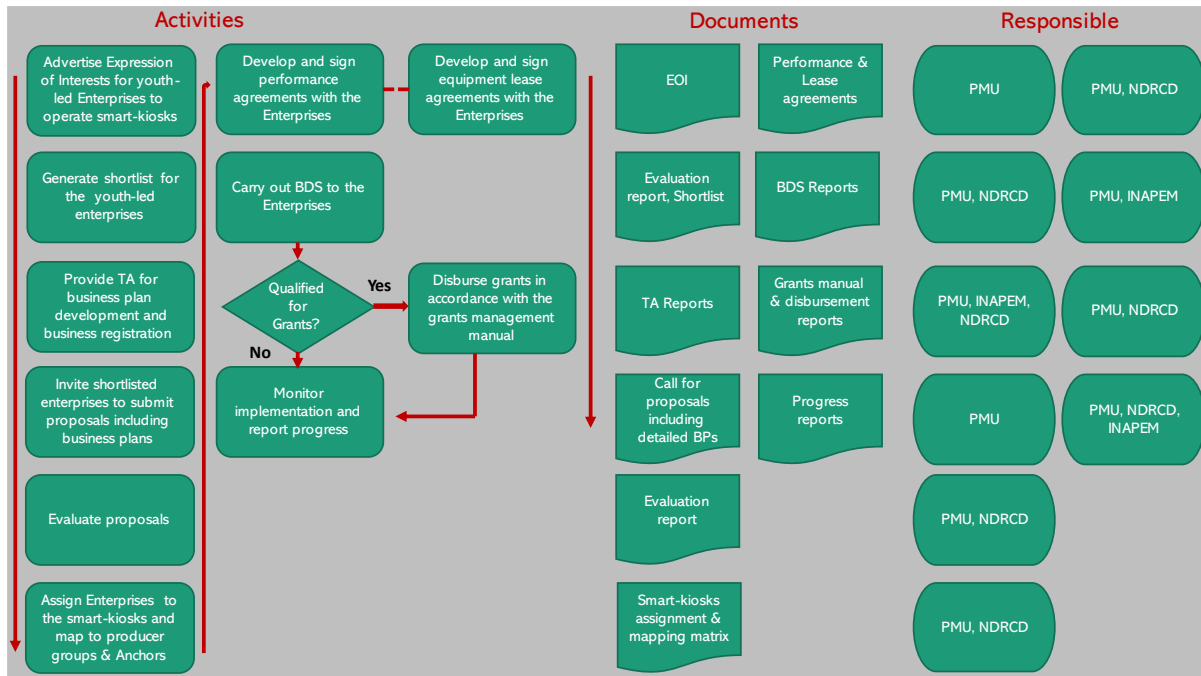 Activities
Documents
Responsible
Advertise Expression
of Interests for youth-
led Enterprises to
operate smart-kiosks
Develop and sign
performance
agreements with the
Enterprises
Develop and sign
equipment lease
agreements with the
Enterprises
EOI
Performance &
Lease
agreements
PMU
PMU, NDRCD
Generate shortlist for
the youth-led
enterprises
Carry out BDS to the
Enterprises
Evaluation
report, Shortlist
BDS Reports
PMU, NDRCD
PMU, INAPEM
Provide TA for
business plan
development and
business registration
Qualified
for
Grants?
Yes
No
Disburse grants in
accordance with the
grants management
manual
TA Reports
Grants manual
& disbursement
reports
PMU, INAPEM,
NDRCD
PMU, NDRCD
Invite shortlisted
enterprises to submit
proposals including
business plans
Monitor
implementation and
report progress
Call for
proposals
including
detailed BPs
Progress
reports
PMU
PMU, NDRCD,
INAPEM
Evaluate proposals
Evaluation
report
PMU, NDRCD
Assign Enterprises to
the smart-kiosks and
map to producer
groups & Anchors
Smart-kiosks
assignment &
mapping matrix
PMU, NDRCD